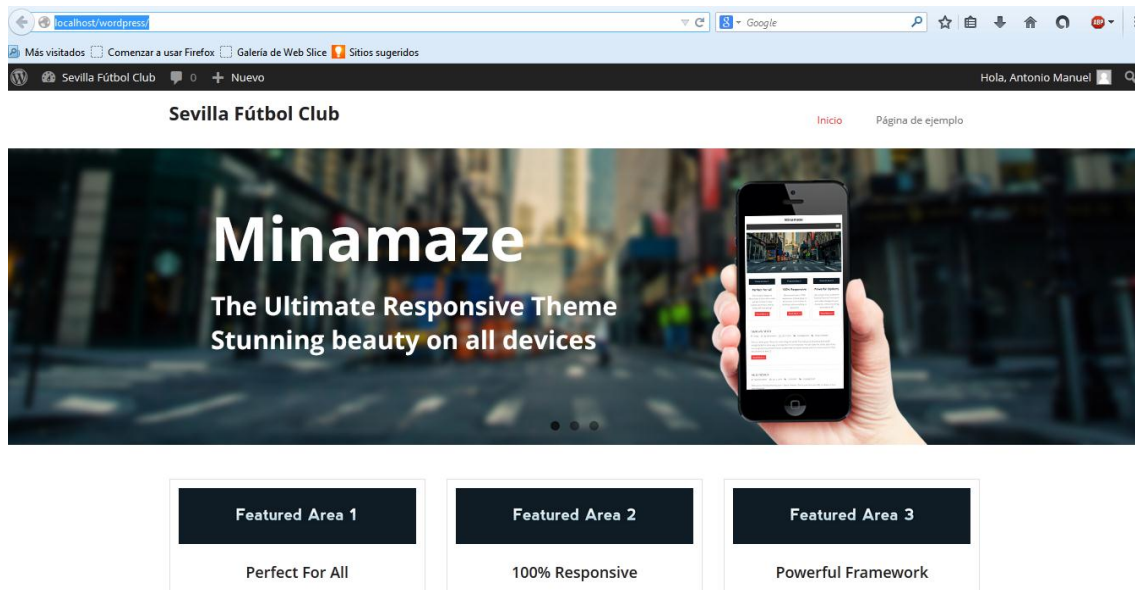 localhost/wordpress/
Google
Más visitados Comenzar a usar Firefox Galería de Web Slice Sitios sugeridos
Sevilla Fútbol Club 0 + Nuevo Hola, Antonio Manuel
Sevilla Fútbol Club
Inicio Página de ejemplo
Minamaze
The Ultimate Responsive Theme
Stunning beauty on all devices
Featured Area 1 Featured Area 2 Featured Area 3
Perfect For All 100% Responsive Powerful Framework